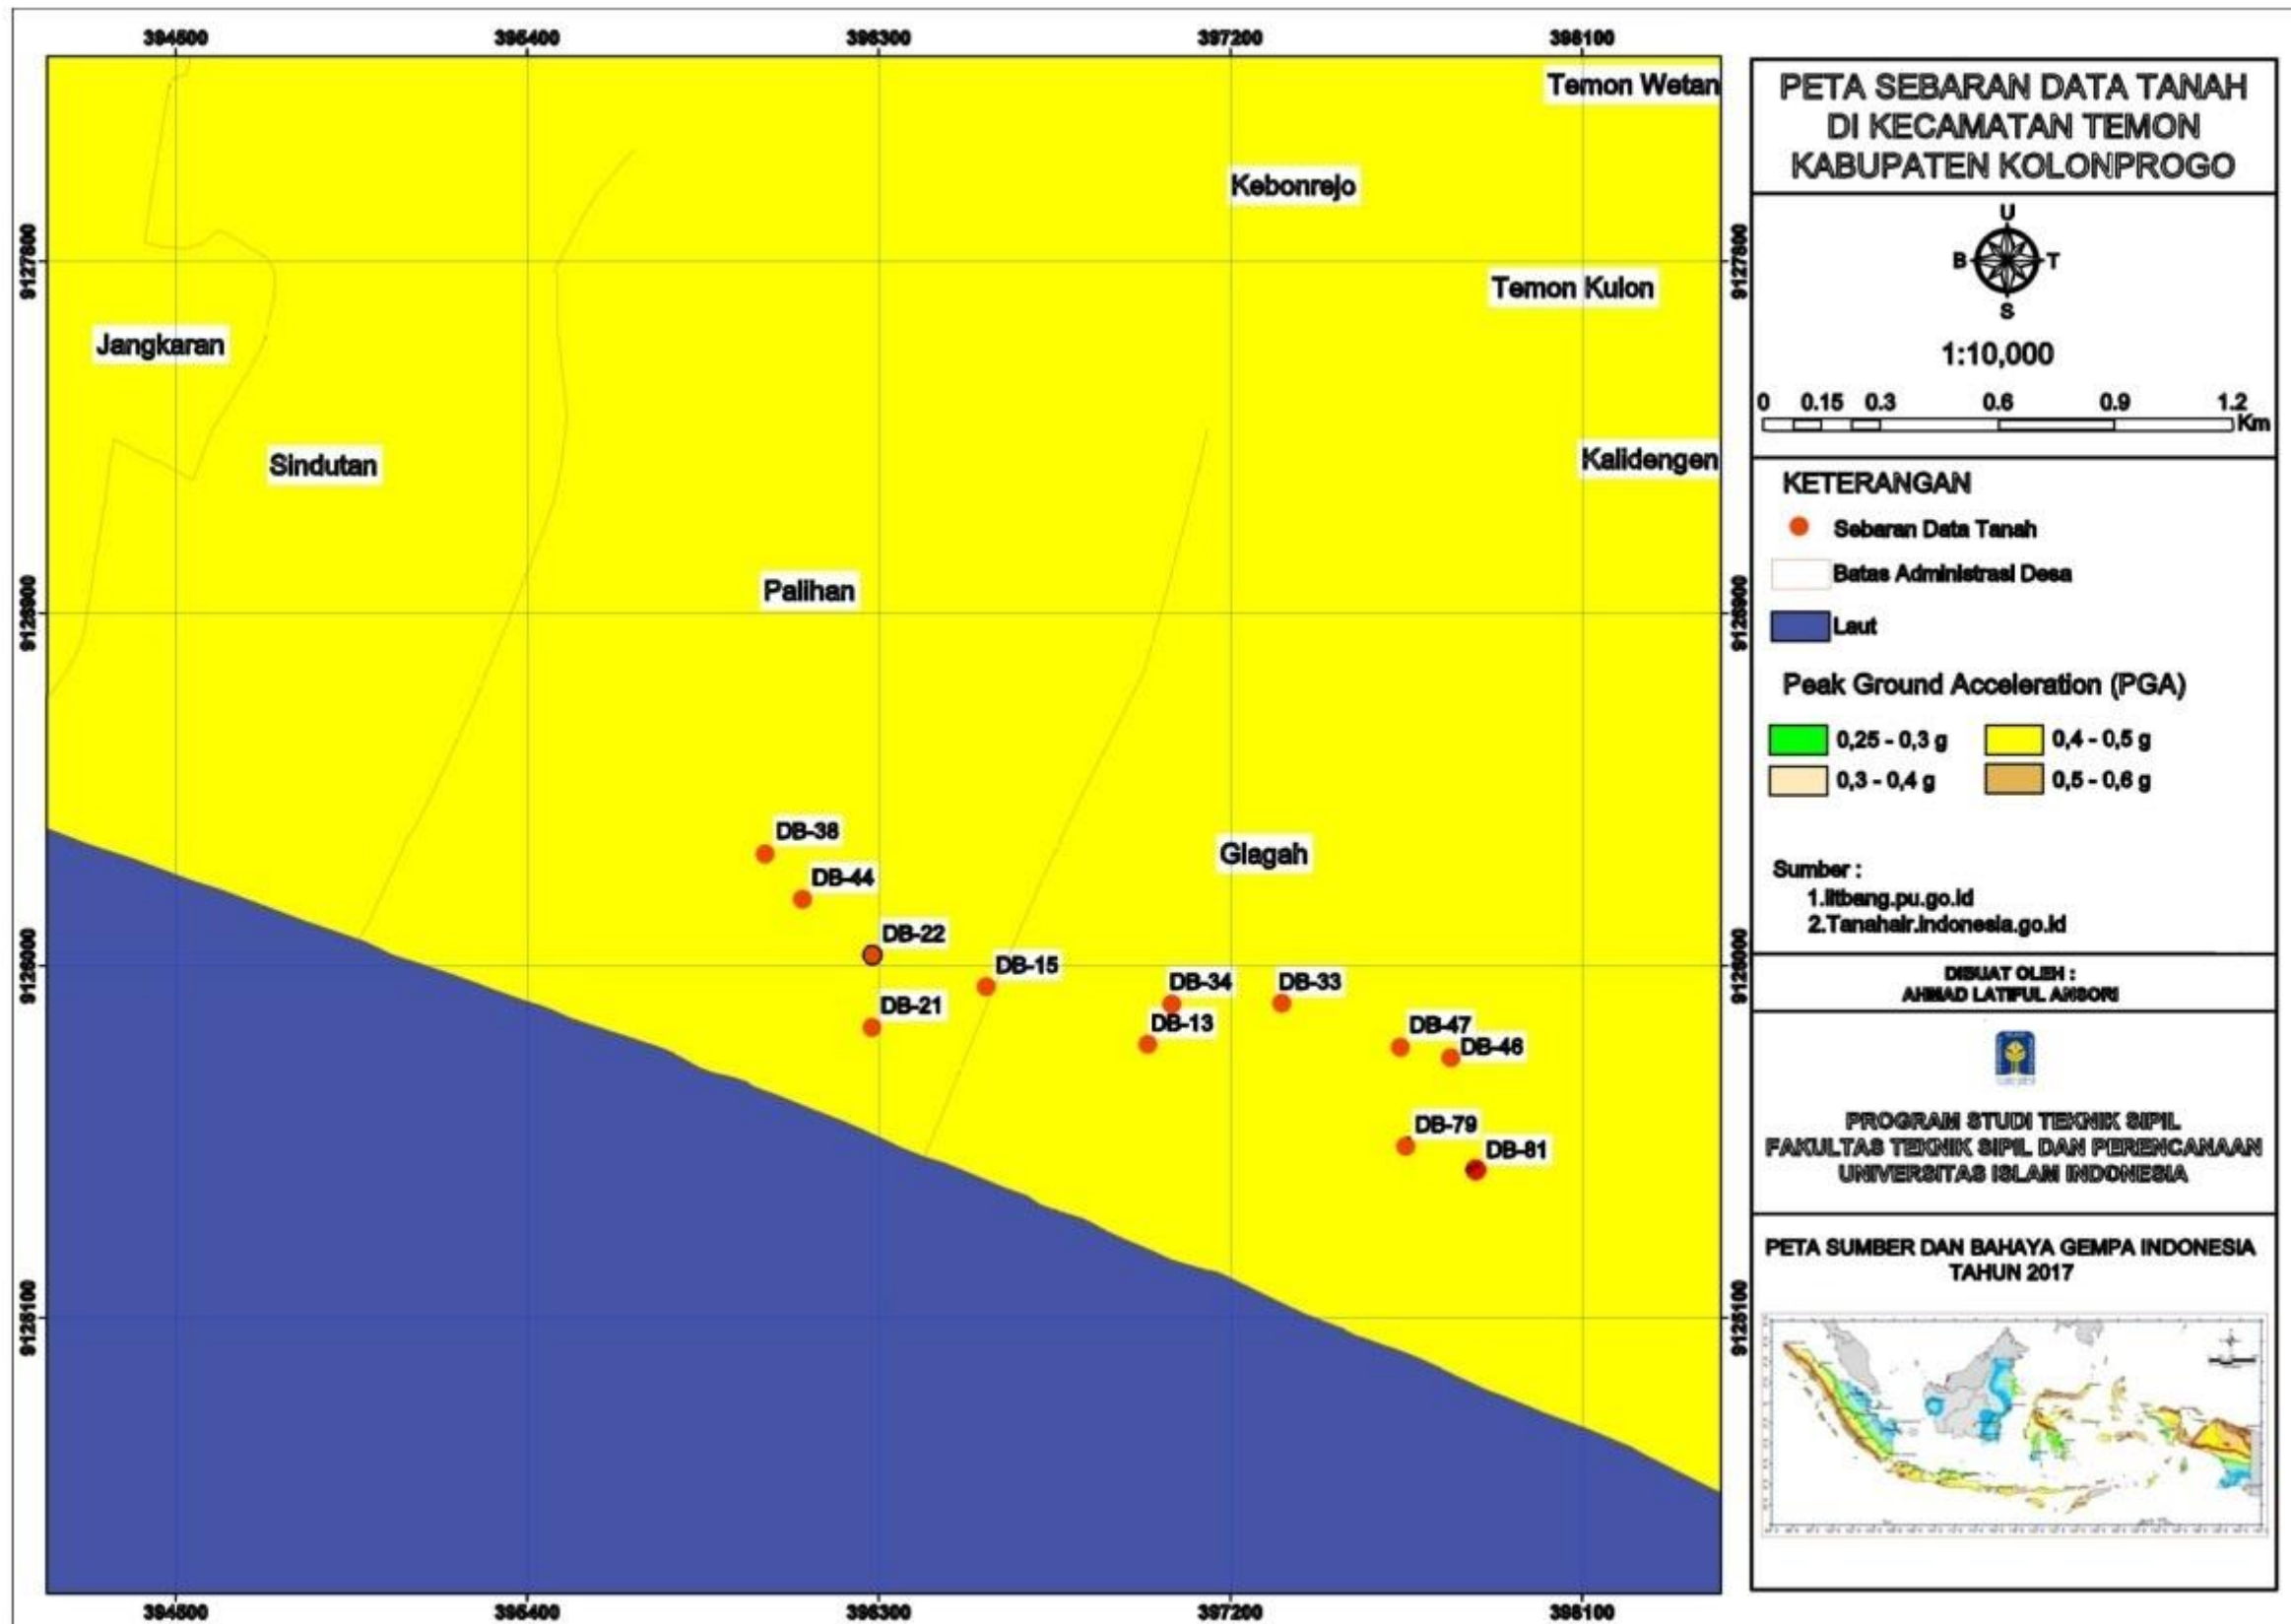 394500 395400 396300 397200 398100
Temon Wetan
Kebonrejo
9127800 9127800
Temon Kulon
Jangkaran
Sindutan
Kalidengen
Palihan
9126900 9126900
DB-38
Glagah
DB-44
DB-22
9126000 9126000
DB-15
DB-34
DB-33
DB-21
DB-13
DB-47
DB-46
DB-79
DB-81
9125100 9125100
394500 395400 396300 397200 398100
PETA SEBARAN DATA TANAH
DI KECAMATAN TEMON
KABUPATEN KOLONPROGO
U
B T
S
1:10,000
0 0.15 0.3 0.6 0.9 1.2
Km
KETERANGAN
Sebaran Data Tanah
Batas Administrasi Desa
Laut
Peak Ground Acceleration (PGA)
0,25 - 0,3 g 0,4 - 0,5 g
0,3 - 0,4 g 0,5 - 0,6 g
Sumber :
1.litbang.pu.go.id
2.Tanahair.indonesia.go.id
DIBUAT OLEH :
AHMAD LATIFUL ANSORI
PROGRAM STUDI TEKNIK SIPIL
FAKULTAS TEKNIK SIPIL DAN PERENCANAAN
UNIVERSITAS ISLAM INDONESIA
PETA SUMBER DAN BAHAYA GEMPA INDONESIA
TAHUN 2017